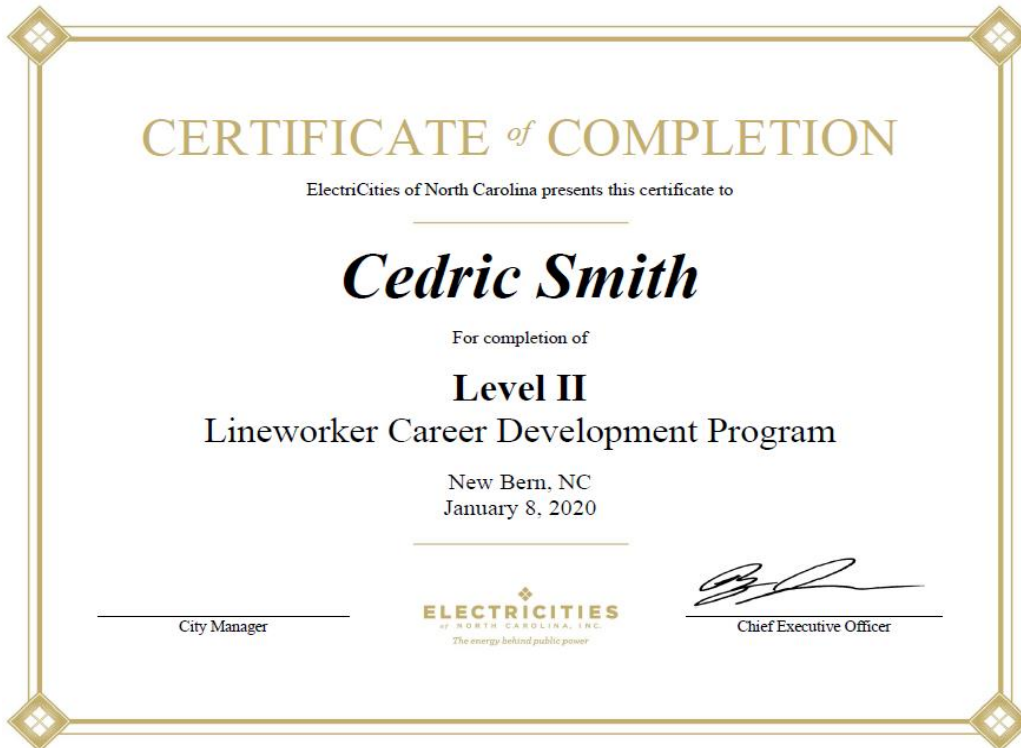 CERTIFICATE of COMPLETION
ElectriCities of North Carolina presents this certificate to
Cedric Smith
For completion of
Level II
Lineworker Career Development Program
New Bern, NC
January 8, 2020
City Manager
ELECTRICITIES
of NORTH CAROLINA, INC.
The energy behind public power
Chief Executive Officer